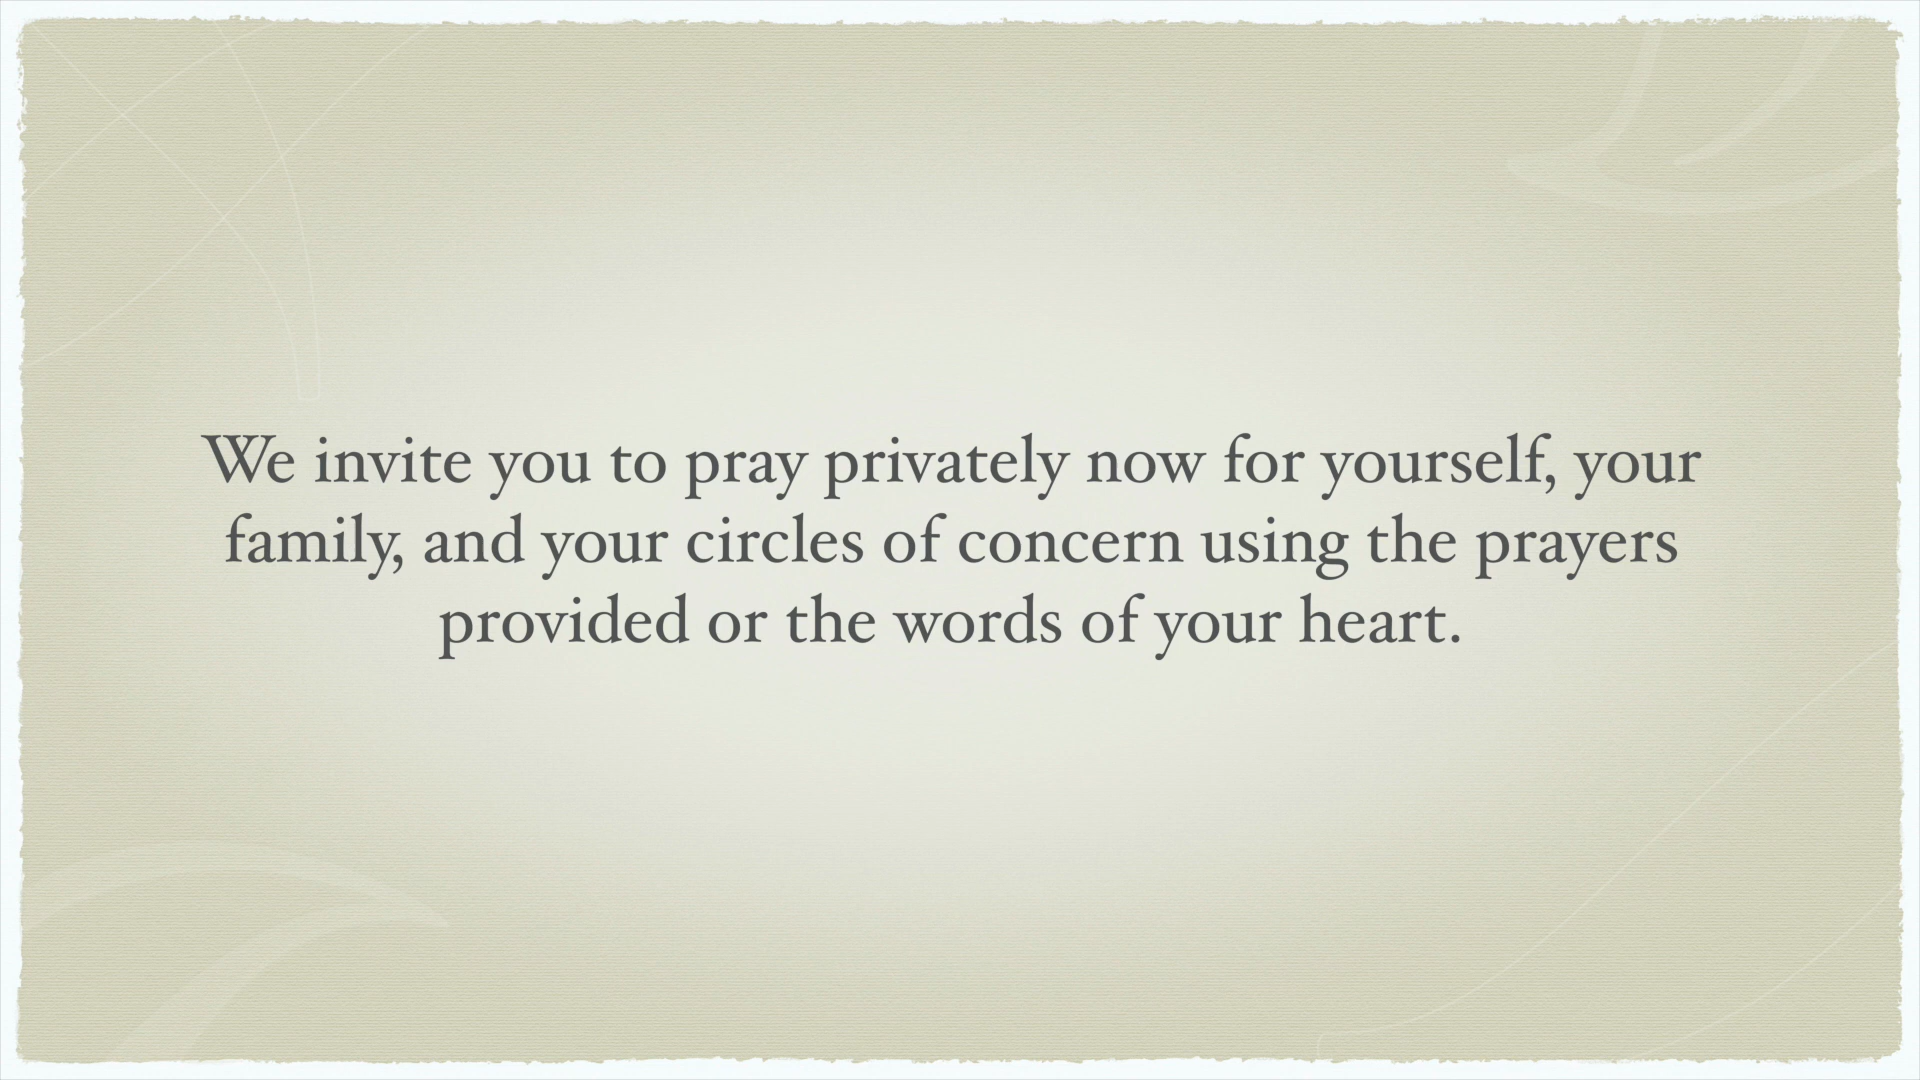 We invite you to pray privately now for yourself, your
family, and your circles of concern using the prayers
provided or the words of your heart.